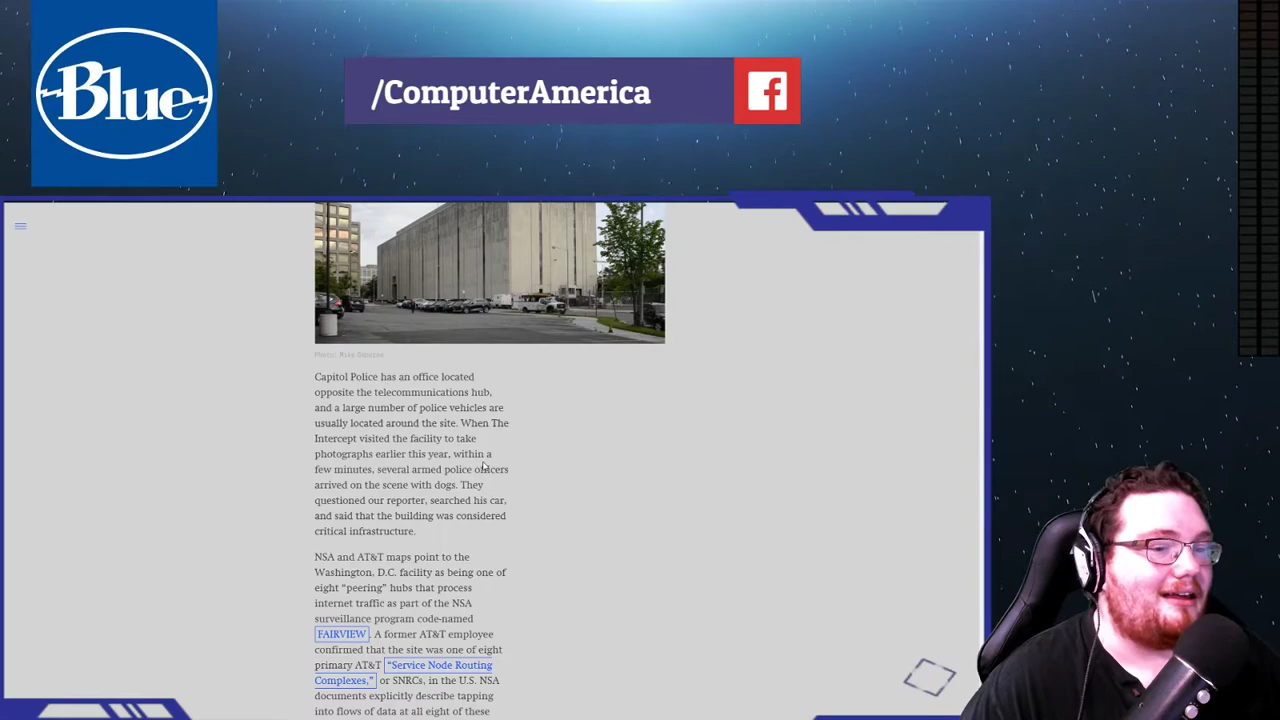 Blue
/ComputerAmerica
Photo: Mike Osborne
Capitol Police has an office located
opposite the telecommunications hub,
and a large number of police vehicles are
usually located around the site. When The
Intercept visited the facility to take
photographs earlier this year, within a
few minutes, several armed police officers
arrived on the scene with dogs. They
questioned our reporter, searched his car,
and said that the building was considered
critical infrastructure.
NSA and AT&T maps point to the
Washington, D.C. facility as being one of
eight “peering” hubs that process
internet traffic as part of the NSA
surveillance program code-named
FAIRVIEW. A former AT&T employee
confirmed that the site was one of eight
primary AT&T “Service Node Routing
Complexes,” or SNRCs, in the U.S. NSA
documents explicitly describe tapping
into flows of data at all eight of these